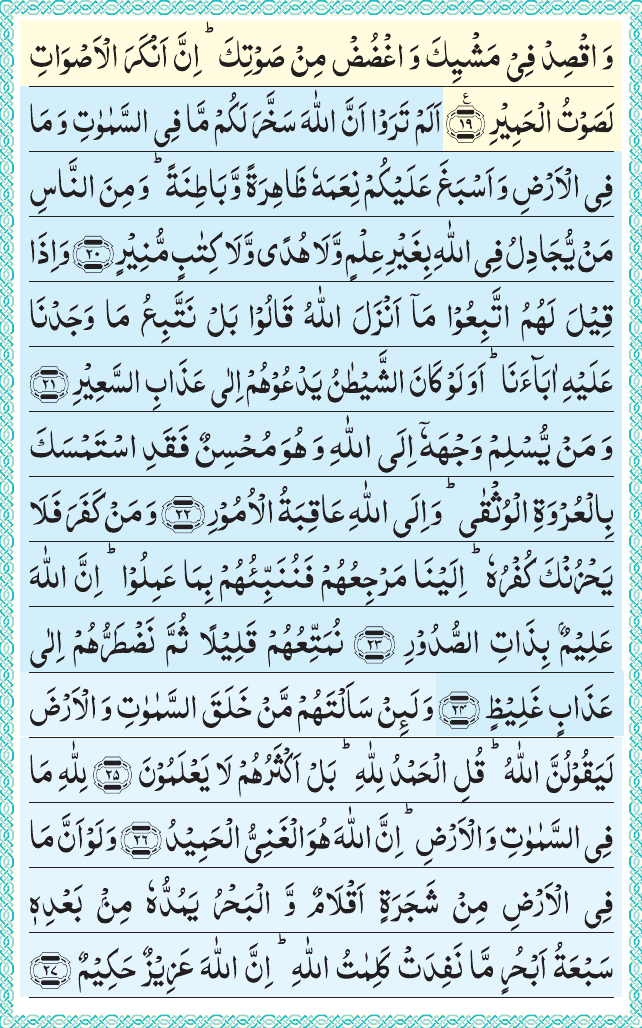 وَ اقْصِدْ فِیْ مَشْیِكَ وَ اغْضُضْ مِنْ صَوْتِكَ ؕ اِنَّ اَنْكَرَ الْاَصْوَاتِ
لَصَوْتُ الْحَمِیْرِ ﴿۱۹﴾ۧ اَلَمْ تَرَوْا اَنَّ اللّٰهَ سَخَّرَ لَكُمْ مَّا فِی السَّمٰوٰتِ وَ مَا
فِی الْاَرْضِ وَ اَسْبَغَ عَلَیْكُمْ نِعَمَهٗ ظَاهِرَةً وَّ بَاطِنَةً ؕ وَ مِنَ النَّاسِ
مَنْ یُّجَادِلُ فِی اللّٰهِ بِغَیْرِ عِلْمٍ وَّ لَا هُدًی وَّ لَا كِتٰبٍ مُّنِیْرٍ ﴿۲۰﴾ وَ اِذَا
قِیْلَ لَهُمُ اتَّبِعُوْا مَاۤ اَنْزَلَ اللّٰهُ قَالُوْا بَلْ نَتَّبِعُ مَا وَجَدْنَا
عَلَیْهِ اٰبَآءَنَا ؕ اَوَ لَوْ كَانَ الشَّیْطٰنُ یَدْعُوْهُمْ اِلٰی عَذَابِ السَّعِیْرِ ﴿۲۱﴾
وَ مَنْ یُّسْلِمْ وَجْهَهٗۤ اِلَی اللّٰهِ وَ هُوَ مُحْسِنٌ فَقَدِ اسْتَمْسَكَ
بِالْعُرْوَةِ الْوُثْقٰی ؕ وَ اِلَی اللّٰهِ عَاقِبَةُ الْاُمُوْرِ ﴿۲۲﴾ وَ مَنْ كَفَرَ فَلَا
یَحْزُنْكَ كُفْرُهٗ ؕ اِلَیْنَا مَرْجِعُهُمْ فَنُنَبِّئُهُمْ بِمَا عَمِلُوْا ؕ اِنَّ اللّٰهَ
عَلِیْمٌۢ بِذَاتِ الصُّدُوْرِ ﴿۲۳﴾ نُمَتِّعُهُمْ قَلِیْلًا ثُمَّ نَضْطَرُّهُمْ اِلٰی
عَذَابٍ غَلِیْظٍ ﴿۲۴﴾ وَ لَىِٕنْ سَاَلْتَهُمْ مَّنْ خَلَقَ السَّمٰوٰتِ وَ الْاَرْضَ
لَیَقُوْلُنَّ اللّٰهُ ؕ قُلِ الْحَمْدُ لِلّٰهِ ؕ بَلْ اَكْثَرُهُمْ لَا یَعْلَمُوْنَ ﴿۲۵﴾ لِلّٰهِ مَا
فِی السَّمٰوٰتِ وَ الْاَرْضِ ؕ اِنَّ اللّٰهَ هُوَ الْغَنِیُّ الْحَمِیْدُ ﴿۲۶﴾ وَ لَوْ اَنَّ مَا
فِی الْاَرْضِ مِنْ شَجَرَةٍ اَقْلَامٌ وَّ الْبَحْرُ یَمُدُّهٗ مِنْۢ بَعْدِهٖ
سَبْعَةُ اَبْحُرٍ مَّا نَفِدَتْ كَلِمٰتُ اللّٰهِ ؕ اِنَّ اللّٰهَ عَزِیْزٌ حَكِیْمٌ ﴿۲۷﴾